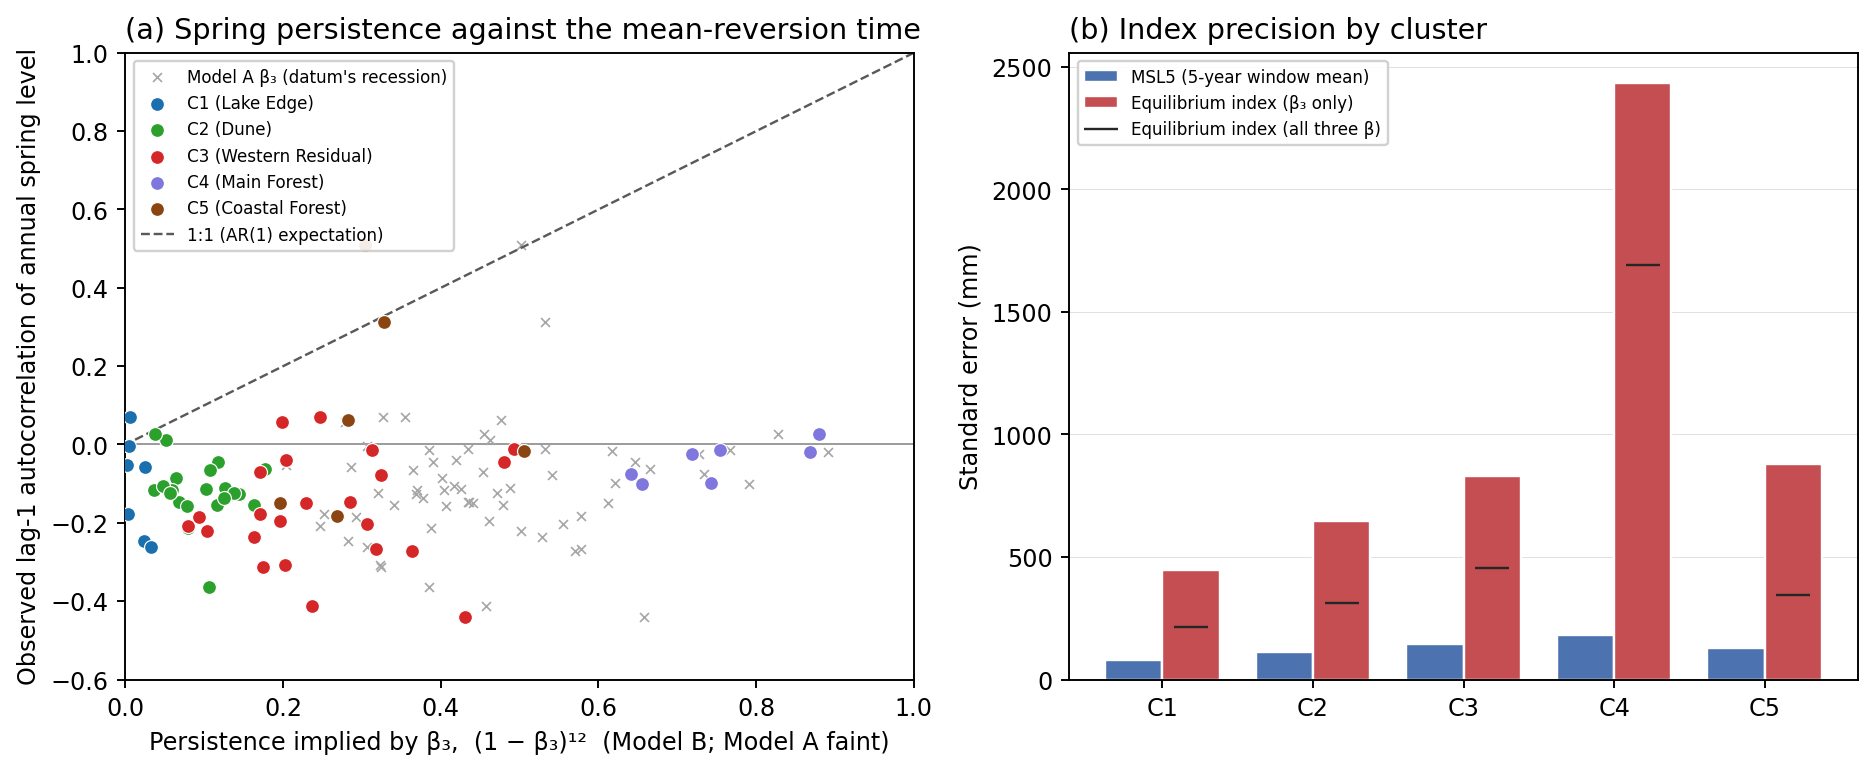 (a) Spring persistence against the mean-reversion time
Observed lag-1 autocorrelation of annual spring level
1.0
0.8
0.6
0.4
0.2
0.0
−0.2
−0.4
−0.6
Model A β₃ (datum's recession)
C1 (Lake Edge)
C2 (Dune)
C3 (Western Residual)
C4 (Main Forest)
C5 (Coastal Forest)
1:1 (AR(1) expectation)
0.0 0.2 0.4 0.6 0.8 1.0
Persistence implied by β₃, (1 − β₃)¹² (Model B; Model A faint)
(b) Index precision by cluster
Standard error (mm)
2500
2000
1500
1000
500
0
MSL5 (5-year window mean)
Equilibrium index (β₃ only)
Equilibrium index (all three β)
C1 C2 C3 C4 C5